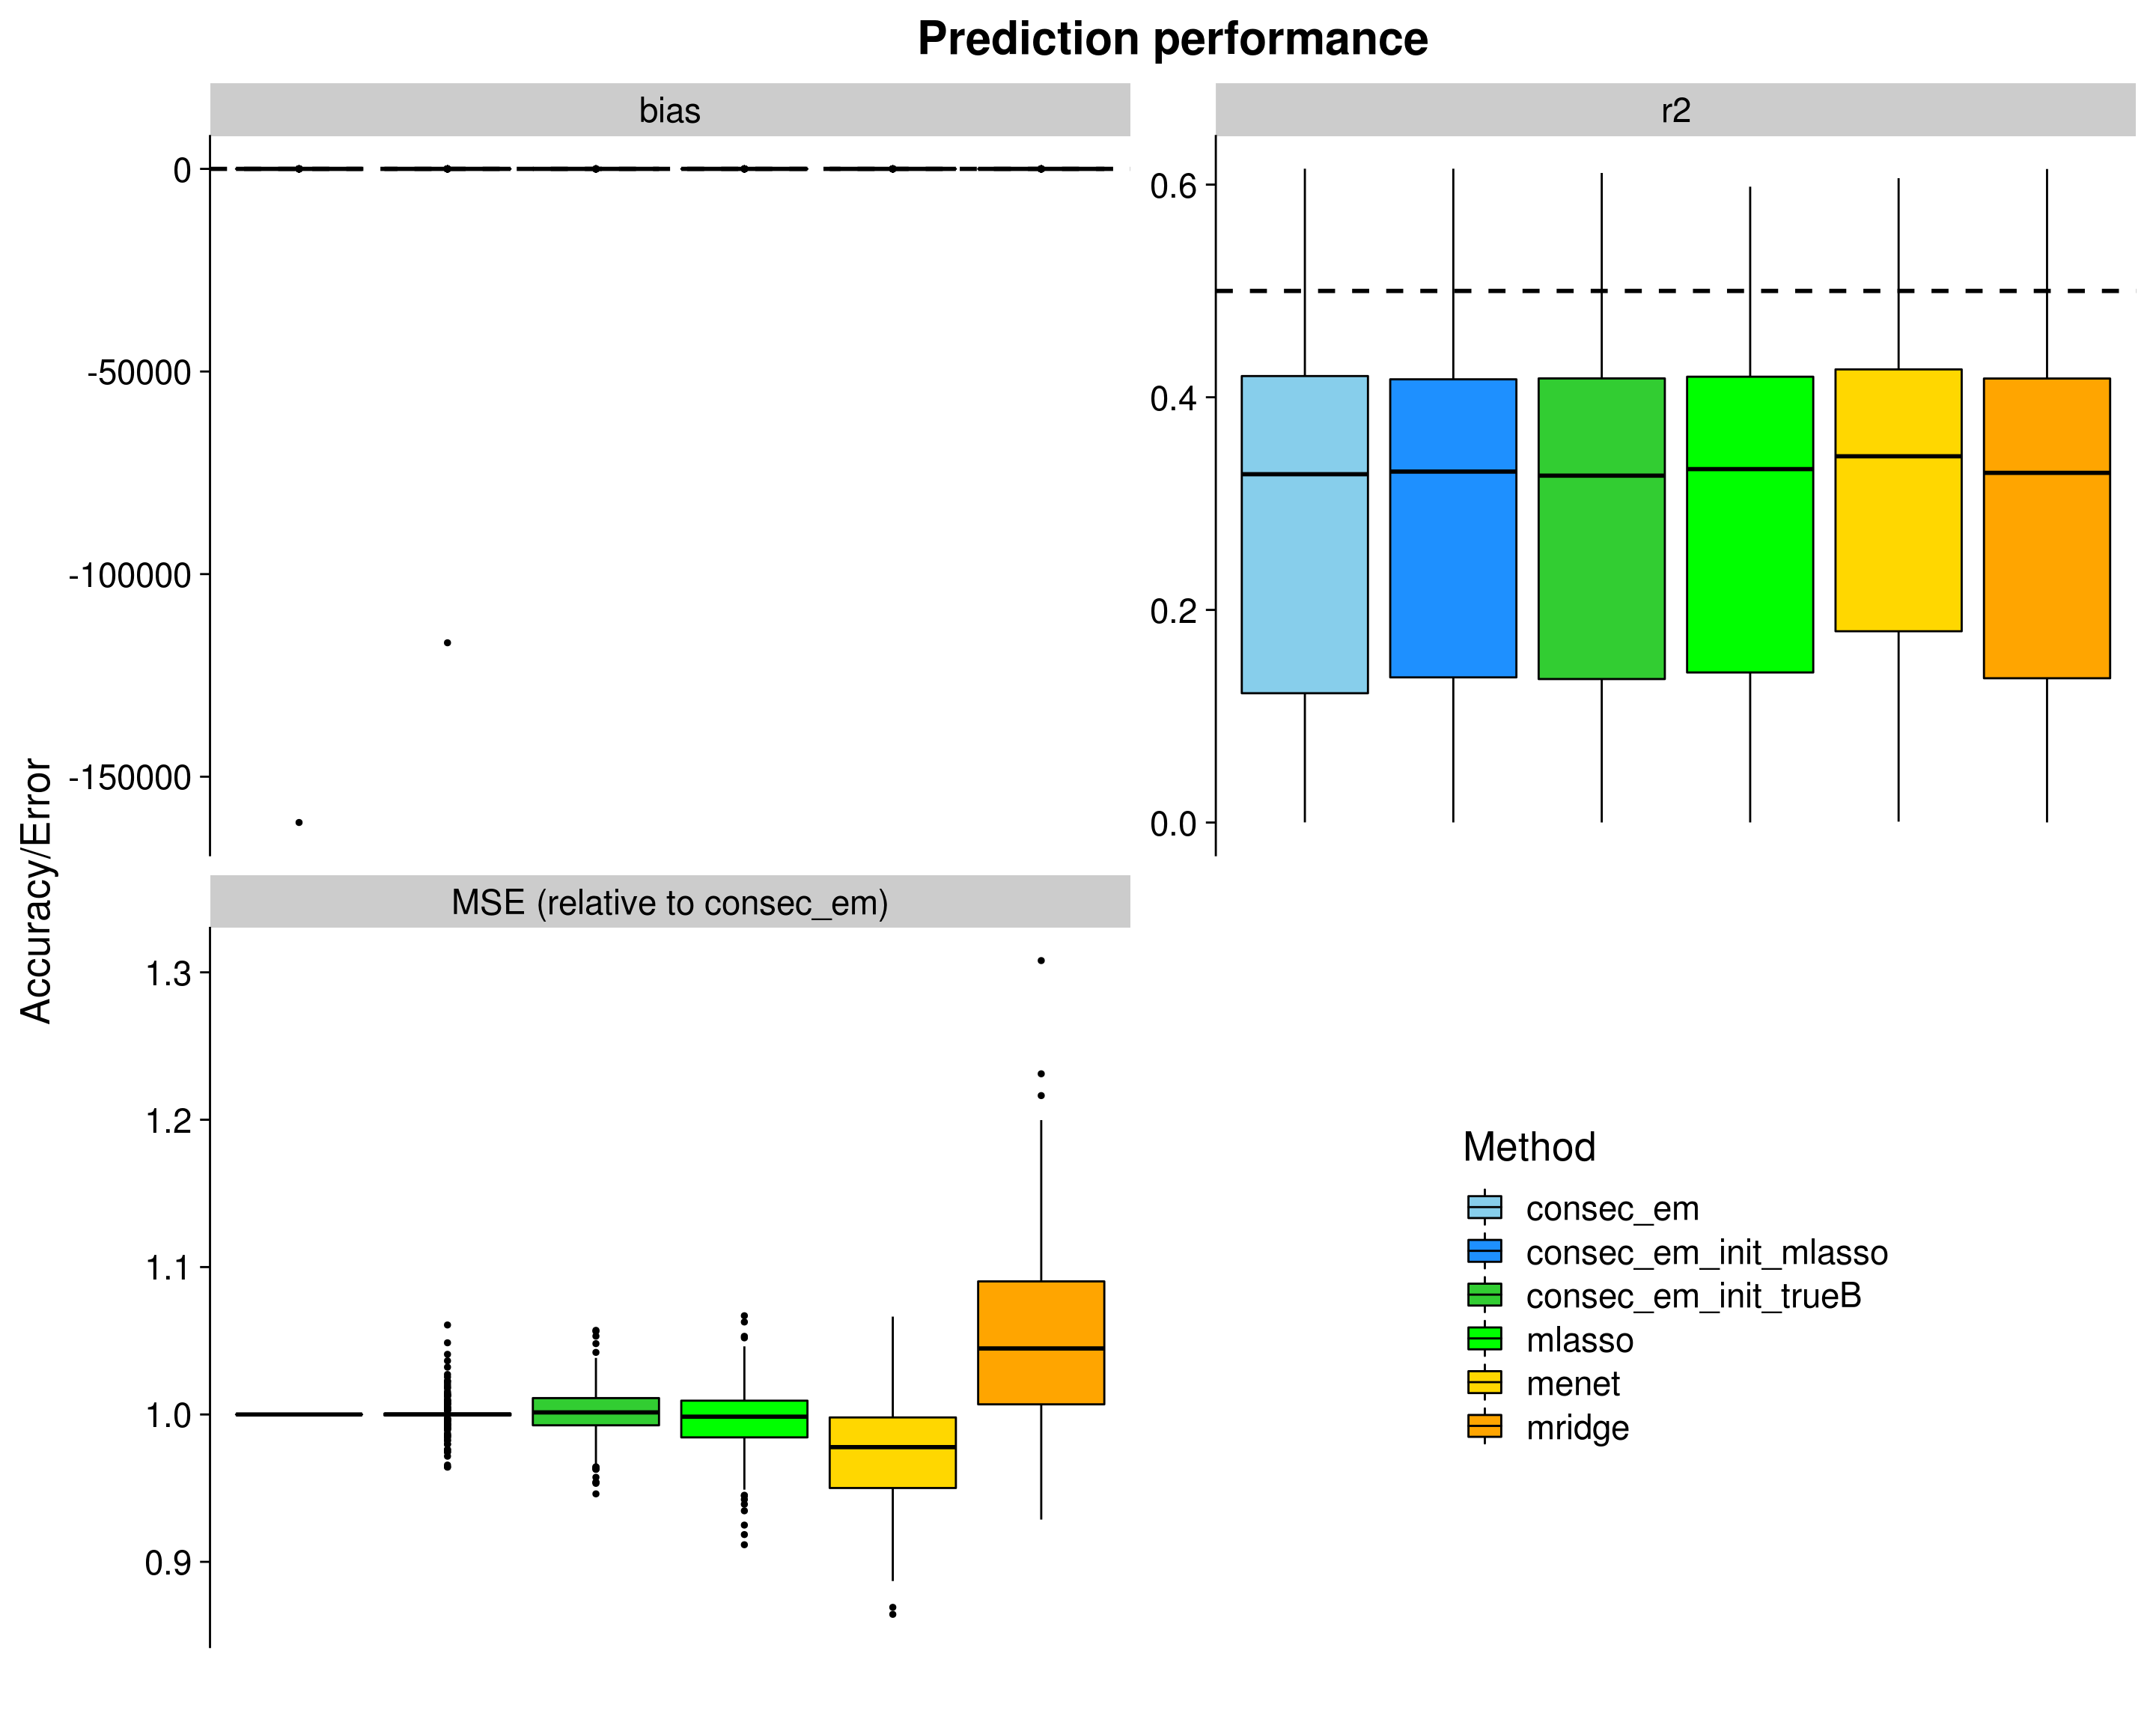 Prediction performance
bias
r2
0
-50000
-100000
-150000
0.6
0.4
0.2
0.0
Accuracy/Error
MSE (relative to consec_em)
1.3
1.2
1.1
1.0
0.9
Method
consec_em
consec_em_init_mlasso
consec_em_init_trueB
mlasso
menet
mridge